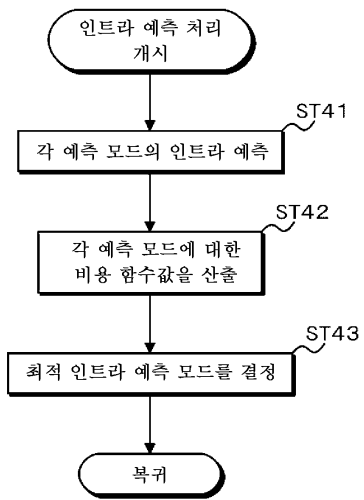 인트라 예측 처리
개시
ST41
각 예측 모드의 인트라 예측
ST42
각 예측 모드에 대한
비용 함수값을 산출
ST43
최적 인트라 예측 모드를 결정
복귀